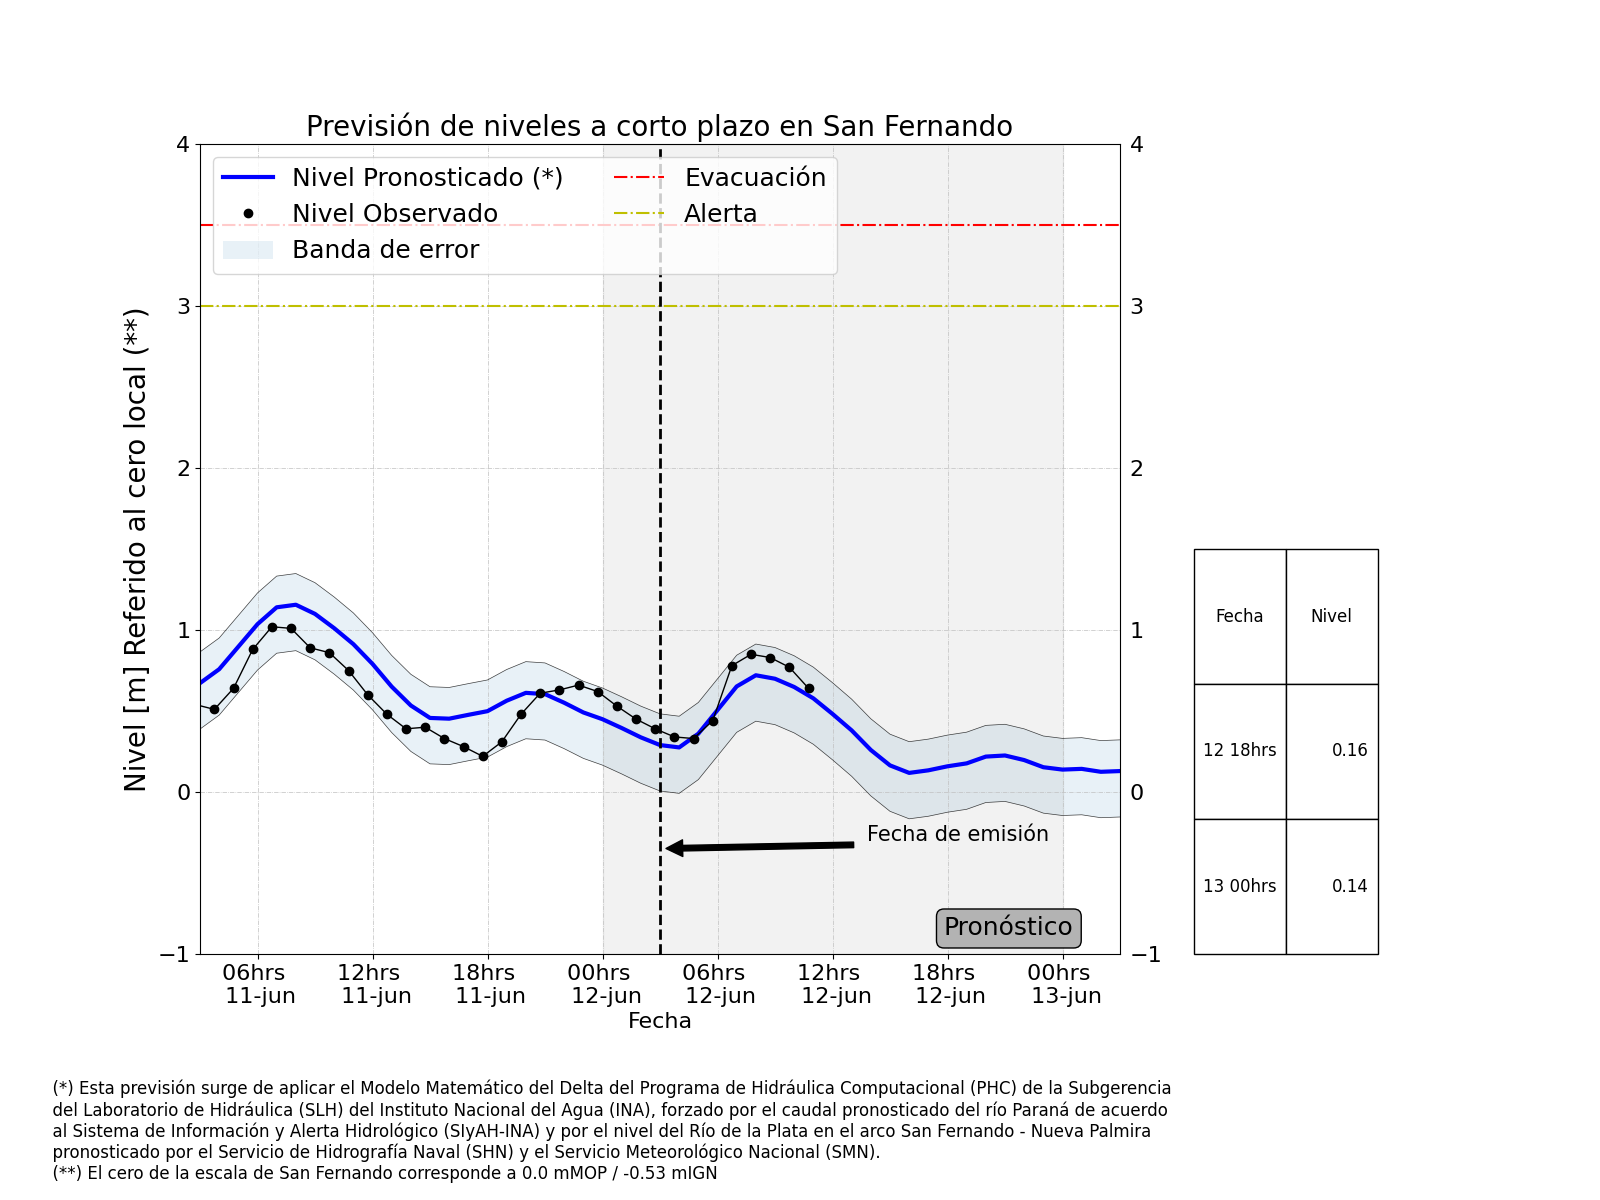 Previsión de niveles a corto plazo en San Fernando
Nivel Pronosticado (*)
Nivel Observado
Banda de error
Evacuación
Alerta
Nivel [m] Referido al cero local (**)
4
3
2
1
0
−1
4
3
2
1
0
−1
Fecha de emisión
Pronóstico
06hrs
11-jun
12hrs
11-jun
18hrs
11-jun
00hrs
12-jun
06hrs
12-jun
12hrs
12-jun
18hrs
12-jun
00hrs
13-jun
Fecha
Fecha Nivel
12 18hrs 0.16
13 00hrs 0.14
(*) Esta previsión surge de aplicar el Modelo Matemático del Delta del Programa de Hidráulica Computacional (PHC) de la Subgerencia
del Laboratorio de Hidráulica (SLH) del Instituto Nacional del Agua (INA), forzado por el caudal pronosticado del río Paraná de acuerdo
al Sistema de Información y Alerta Hidrológico (SIyAH-INA) y por el nivel del Río de la Plata en el arco San Fernando - Nueva Palmira
pronosticado por el Servicio de Hidrografía Naval (SHN) y el Servicio Meteorológico Nacional (SMN).
(**) El cero de la escala de San Fernando corresponde a 0.0 mMOP / -0.53 mIGN